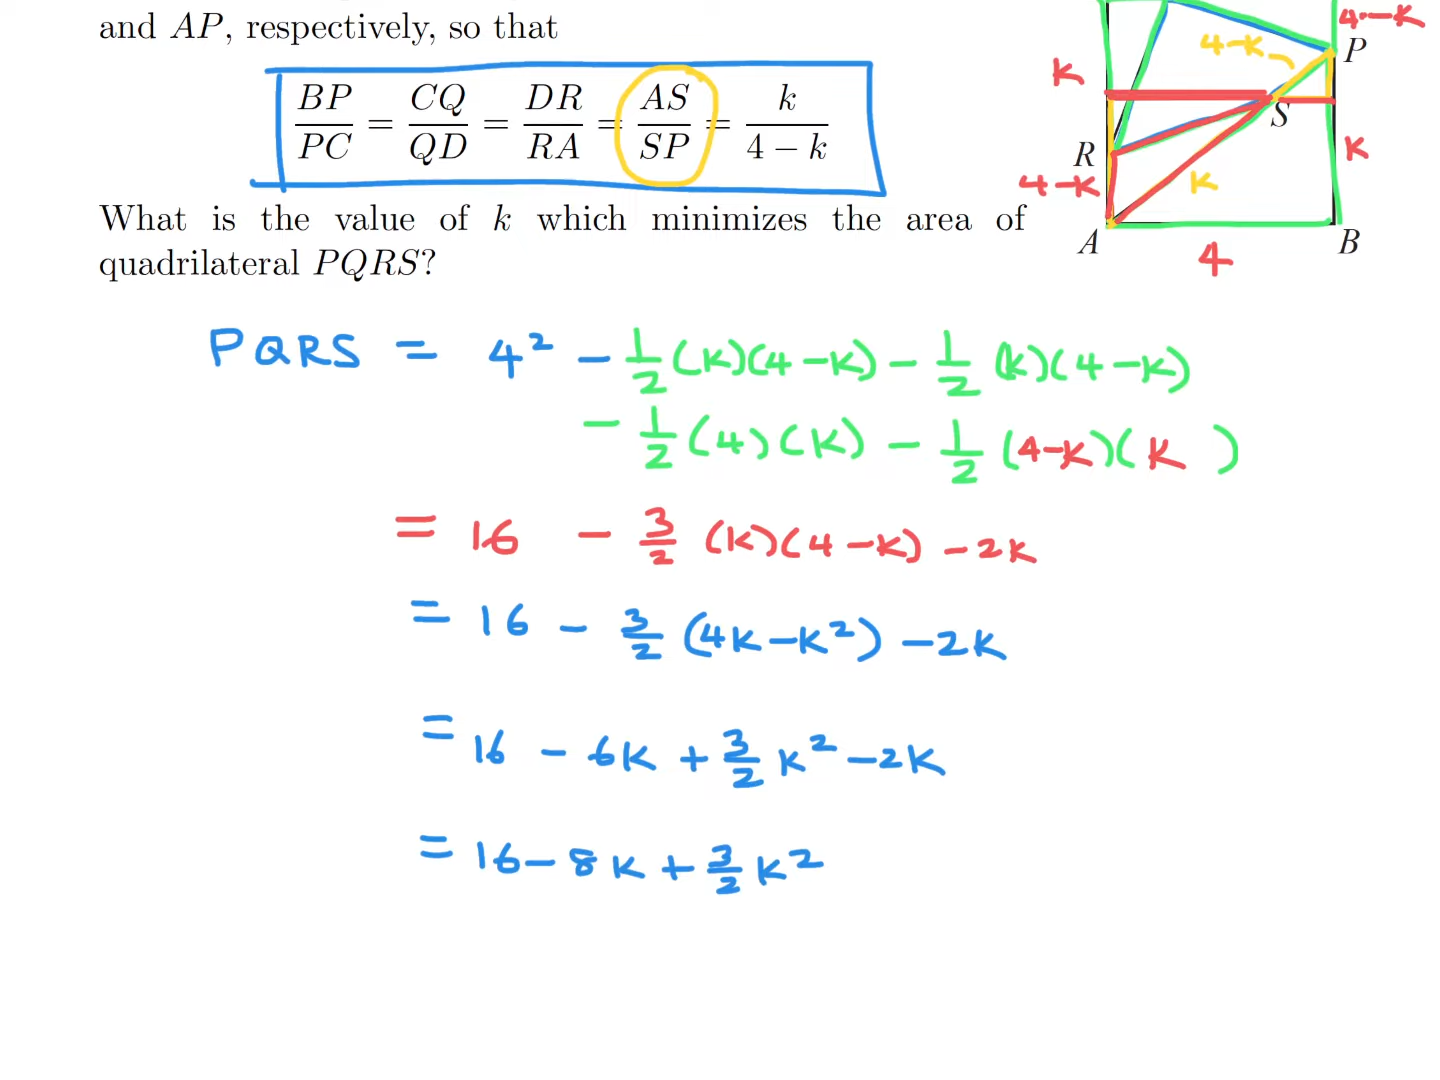 and AP, respectively, so that
BP/PC = CQ/QD = DR/RA = AS/SP = k/4 − k
What is the value of k which minimizes the area of
quadrilateral PQRS?
4-K
P
4-K
K
S
R
K
4-K
K
A
B
4
PQRS = 4² - 1/2 (K)(4-K) - 1/2 (K)(4-K)
- 1/2 (4)(K) - 1/2 (4-K)(K )
= 16 - 3/2 (K)(4-K) - 2K
= 16 - 3/2 (4K-K²) - 2K
= 16 - 6K + 3/2 K² - 2K
= 16 - 8K + 3/2 K²